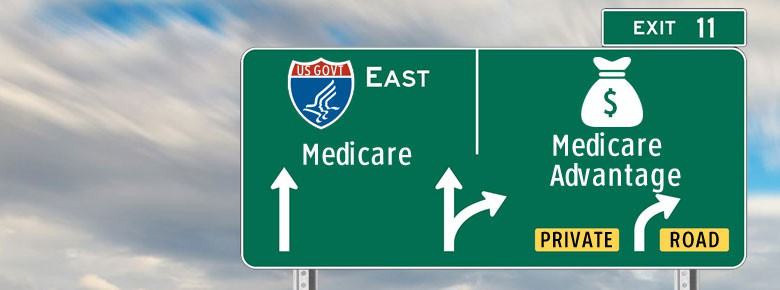 EXIT 11
US GOVT
EAST
Medicare
$
Medicare
Advantage
PRIVATE ROAD